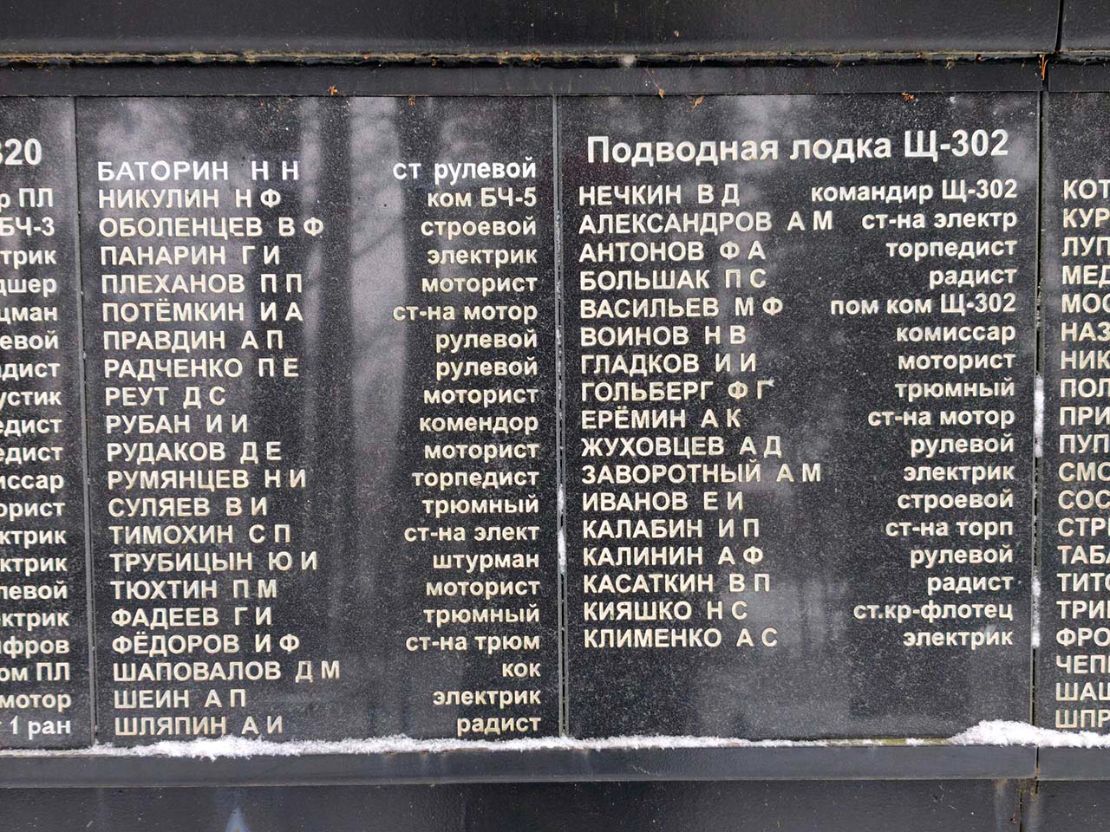 320
ПЛ
БЧ-3
БАТОРИН Н Н ст рулевой
НИКУЛИН Н Ф ком БЧ-5
ОБОЛЕНЦЕВ В Ф строевой
ПАНАРИН Г И электрик
ПЛЕХАНОВ П П моторист
ПОТЁМКИН И А ст-на мотор
ПРАВДИН А П рулевой
РАДЧЕНКО П Е рулевой
РЕУТ Д С моторист
РУБАН И И комендор
РУДАКОВ Д Е моторист
РУМЯНЦЕВ Н И торпедист
СУЛЯЕВ В И трюмный
ТИМОХИН С П ст-на элект
ТРУБИЦЫН Ю И штурман
ТЮХТИН П М моторист
ФАДЕЕВ Г И трюмный
ФЁДОРОВ И Ф ст-на трюм
ШАПОВАЛОВ Д М кок
ШЕИН А П электрик
ШЛЯПИН А И радист
Подводная лодка Щ-302
НЕЧКИН В Д командир Щ-302
АЛЕКСАНДРОВ А М ст-на электр
АНТОНОВ Ф А торпедист
БОЛЬШАК П С радист
ВАСИЛЬЕВ М Ф пом ком Щ-302
ВОИНОВ Н В комиссар
ГЛАДКОВ И И моторист
ГОЛЬБЕРГ Ф Г трюмный
ЕРЁМИН А К ст-на мотор
ЖУХОВЦЕВ А Д рулевой
ЗАВОРОТНЫЙ А М электрик
ИВАНОВ Е И строевой
КАЛАБИН И П ст-на торп
КАЛИНИН А Ф рулевой
КАСАТКИН В П радист
КИЯШКО Н С ст.кр-флотец
КЛИМЕНКО А С электрик